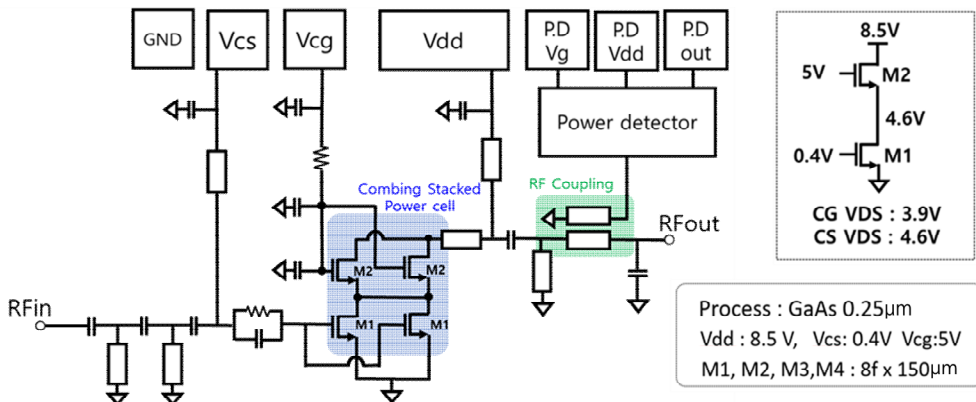 GND
Vcs
Vcg
Vdd
P.D
Vg
P.D
Vdd
P.D
out
Power detector
Combing Stacked
Power cell
RF Coupling
RFout
M2
M2
M1
M1
RFin
8.5V
5V
M2
4.6V
0.4V
M1
CG VDS : 3.9V
CS VDS : 4.6V
Process : GaAs 0.25μm
Vdd : 8.5 V, Vcs: 0.4V Vcg:5V
M1, M2, M3,M4 : 8f x 150μm